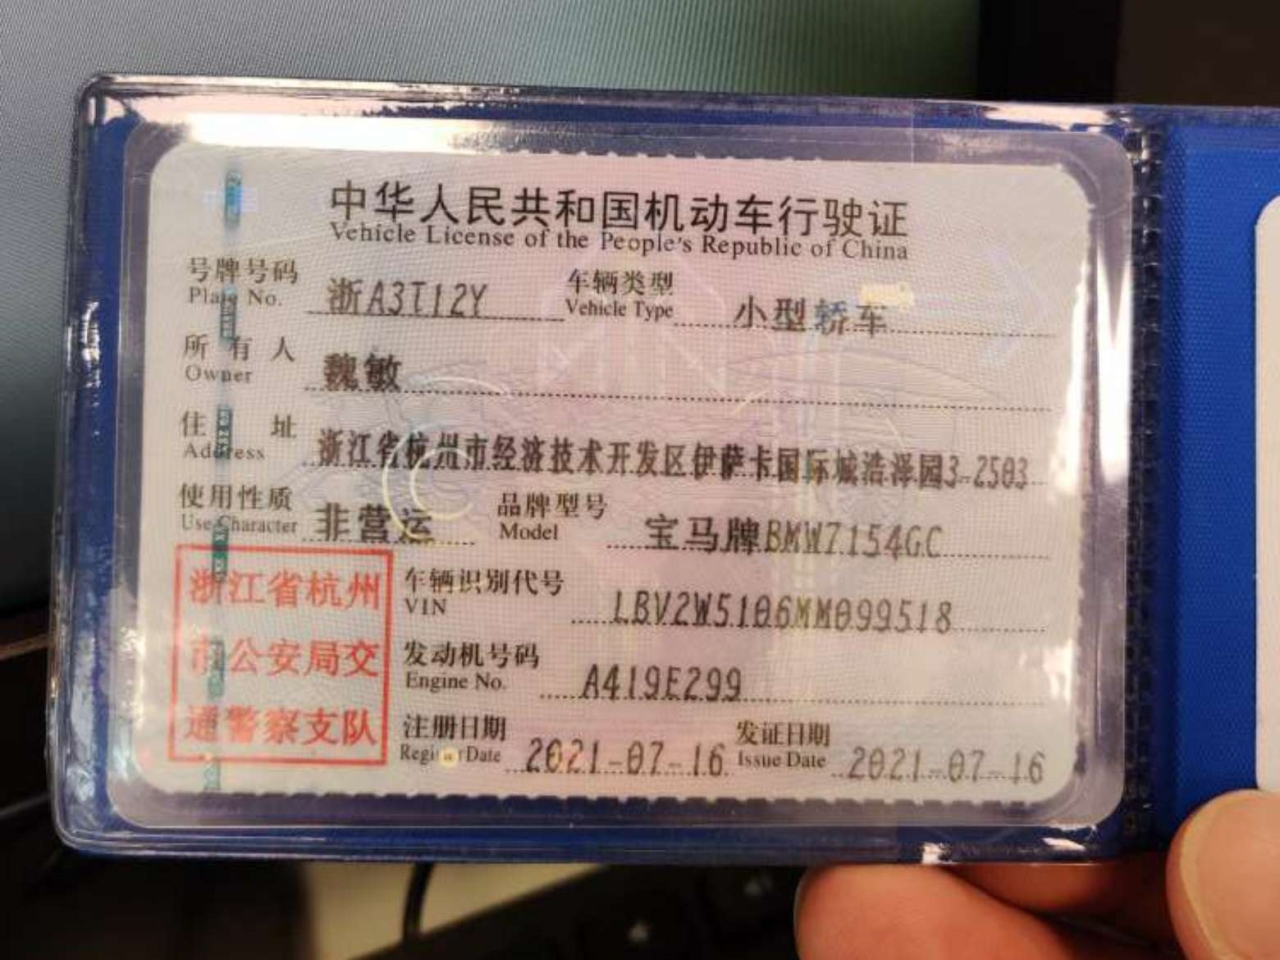 中华人民共和国机动车行驶证
Vehicle License of the People's Republic of China
号牌号码 浙A3T12Y 车辆类型 小型轿车
Plate No. Vehicle Type
所有人 魏敏
Owner
住址 浙江省杭州市经济技术开发区伊萨卡国际城浩泽园3-2503
Address
使用性质 非营运 品牌型号 宝马牌BMW7154GC
Use Character Model
浙江省杭州
市公安局交
通警察支队
车辆识别代号 LBV2W5106MM099518
VIN
发动机号码 A419E299
Engine No.
注册日期 2021-07-16 发证日期 2021-07-16
Register Date Issue Date